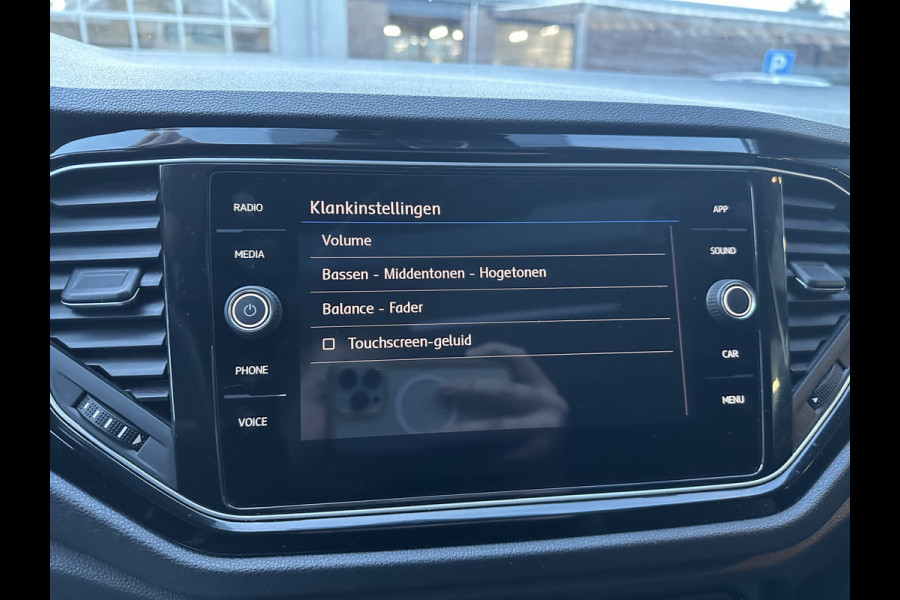 RADIO
MEDIA
PHONE
VOICE
Klankinstellingen
Volume
Bassen - Middentonen - Hogetonen
Balance - Fader
Touchscreen-geluid
APP
SOUND
CAR
MENU
P